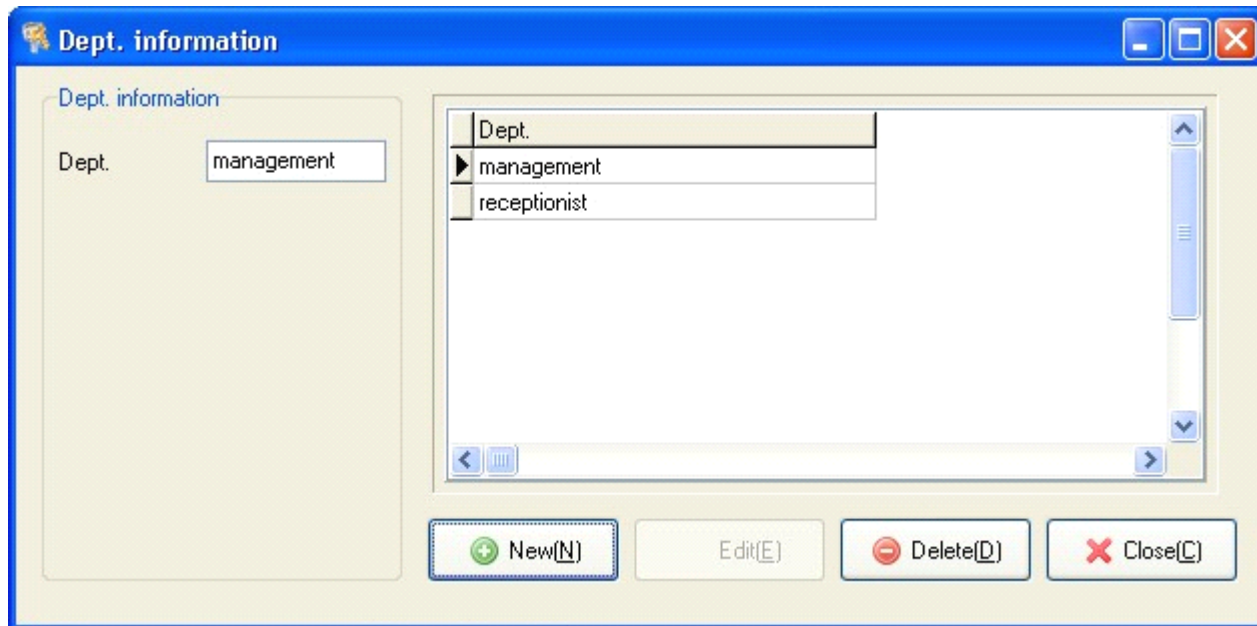 Dept. information
Dept. information
Dept. management
Dept.
management
receptionist
New(N) Edit(E) Delete(D) Close(C)